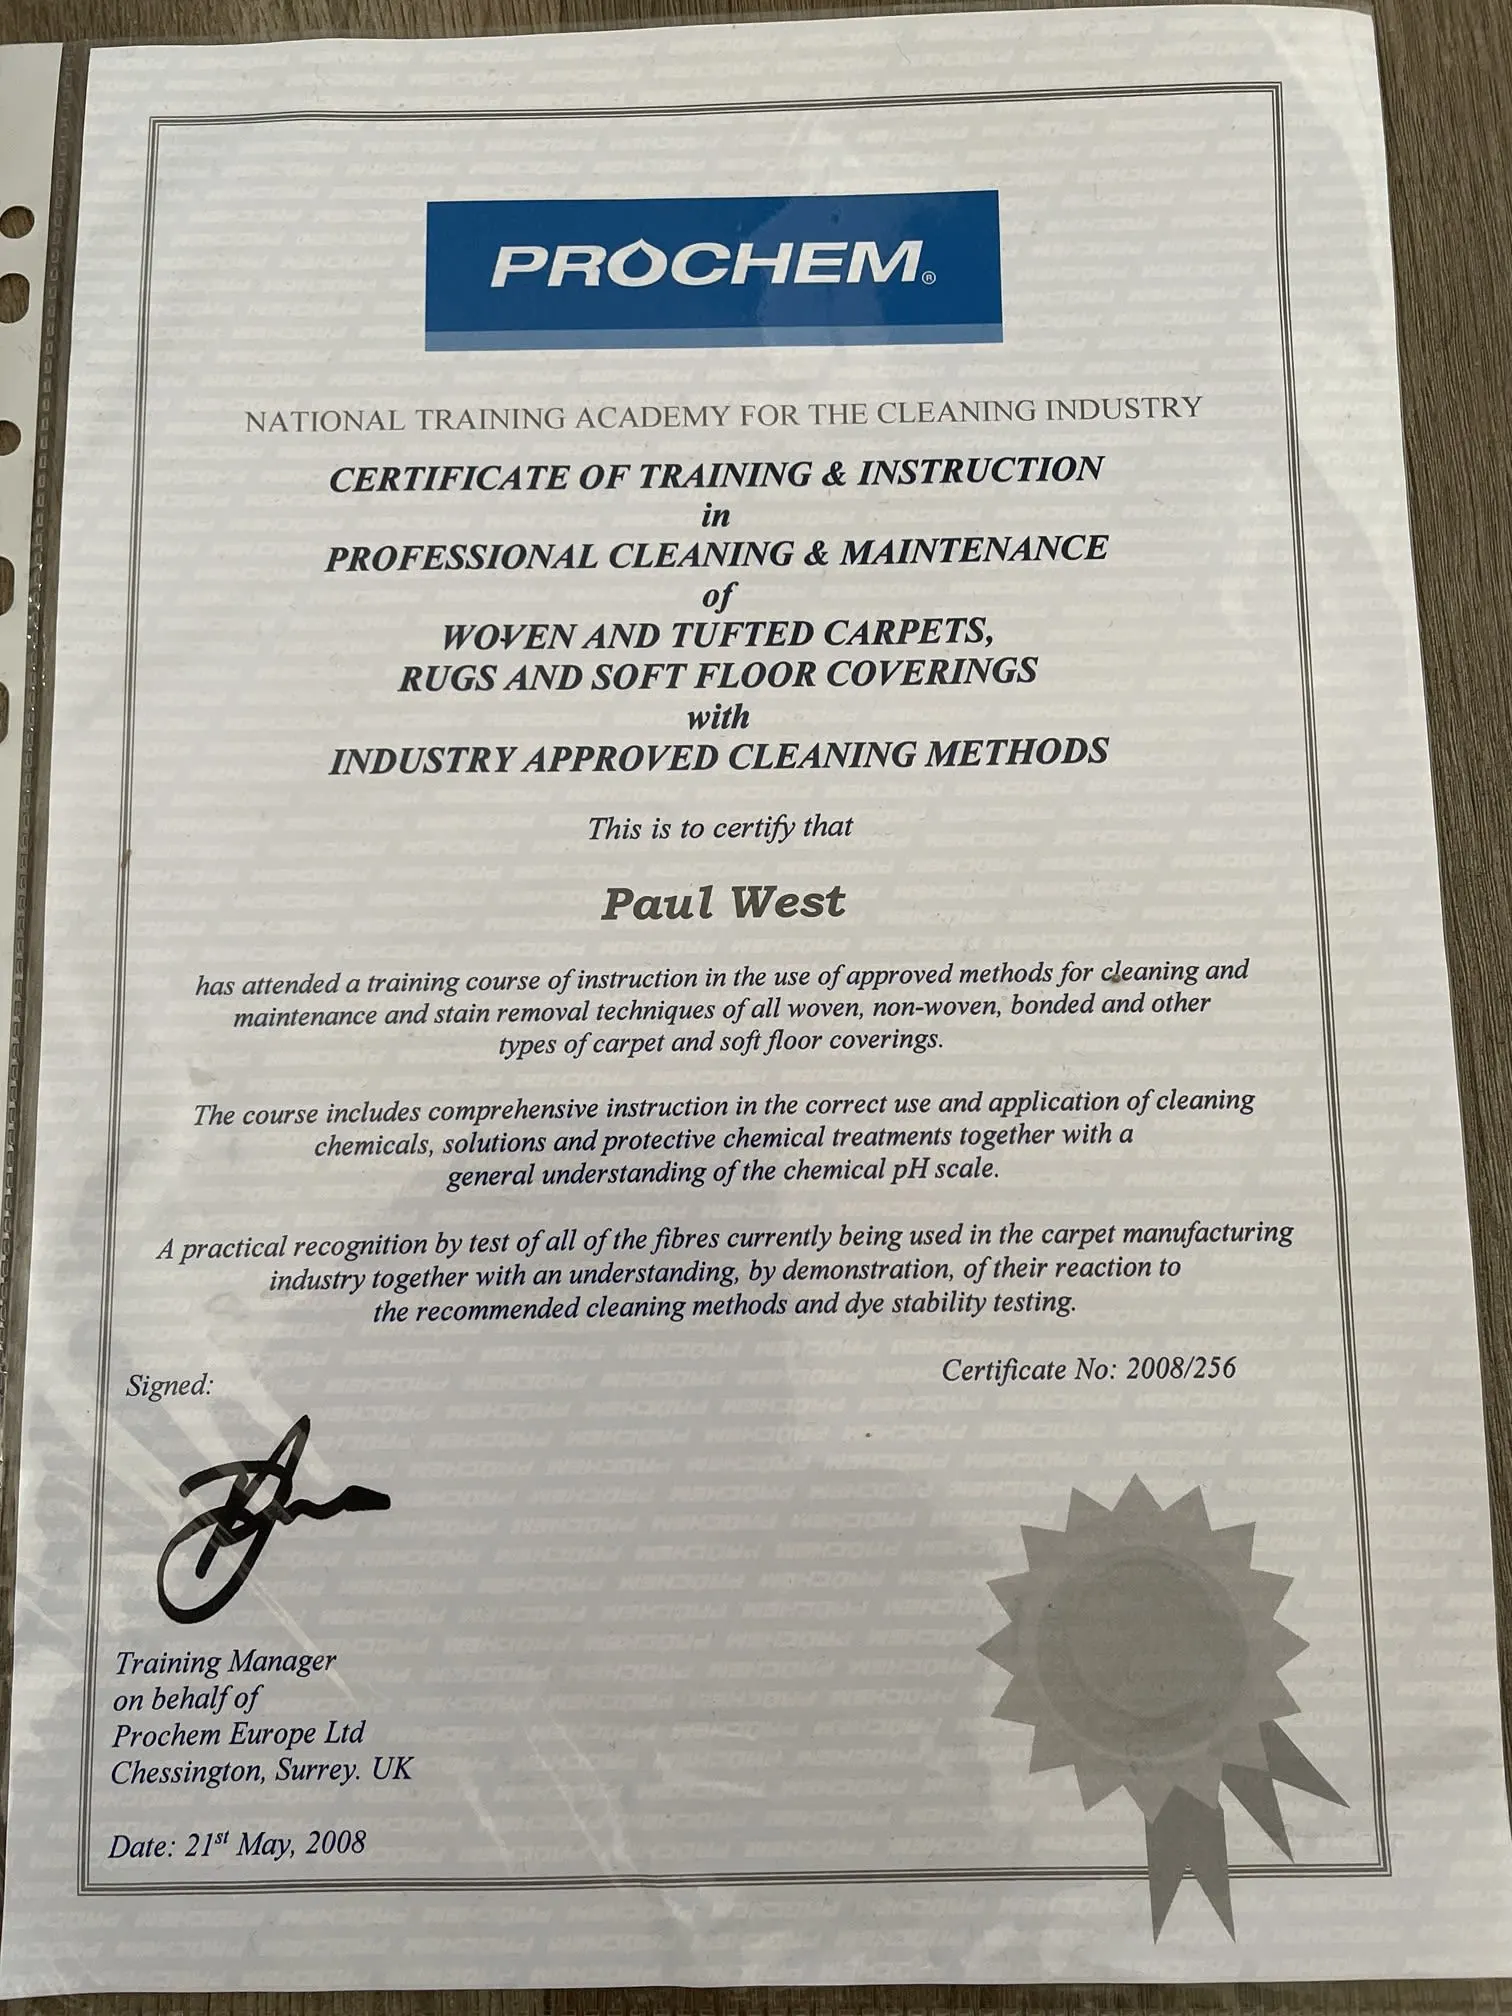 PROCHEM®
NATIONAL TRAINING ACADEMY FOR THE CLEANING INDUSTRY
CERTIFICATE OF TRAINING & INSTRUCTION
in
PROFESSIONAL CLEANING & MAINTENANCE
of
WOVEN AND TUFTED CARPETS,
RUGS AND SOFT FLOOR COVERINGS
with
INDUSTRY APPROVED CLEANING METHODS
This is to certify that
Paul West
has attended a training course of instruction in the use of approved methods for cleaning and
maintenance and stain removal techniques of all woven, non-woven, bonded and other
types of carpet and soft floor coverings.
The course includes comprehensive instruction in the correct use and application of cleaning
chemicals, solutions and protective chemical treatments together with a
general understanding of the chemical pH scale.
A practical recognition by test of all of the fibres currently being used in the carpet manufacturing
industry together with an understanding, by demonstration, of their reaction to
the recommended cleaning methods and dye stability testing.
Signed:
Certificate No: 2008/256
Training Manager
on behalf of
Prochem Europe Ltd
Chessington, Surrey. UK
Date: 21st May, 2008